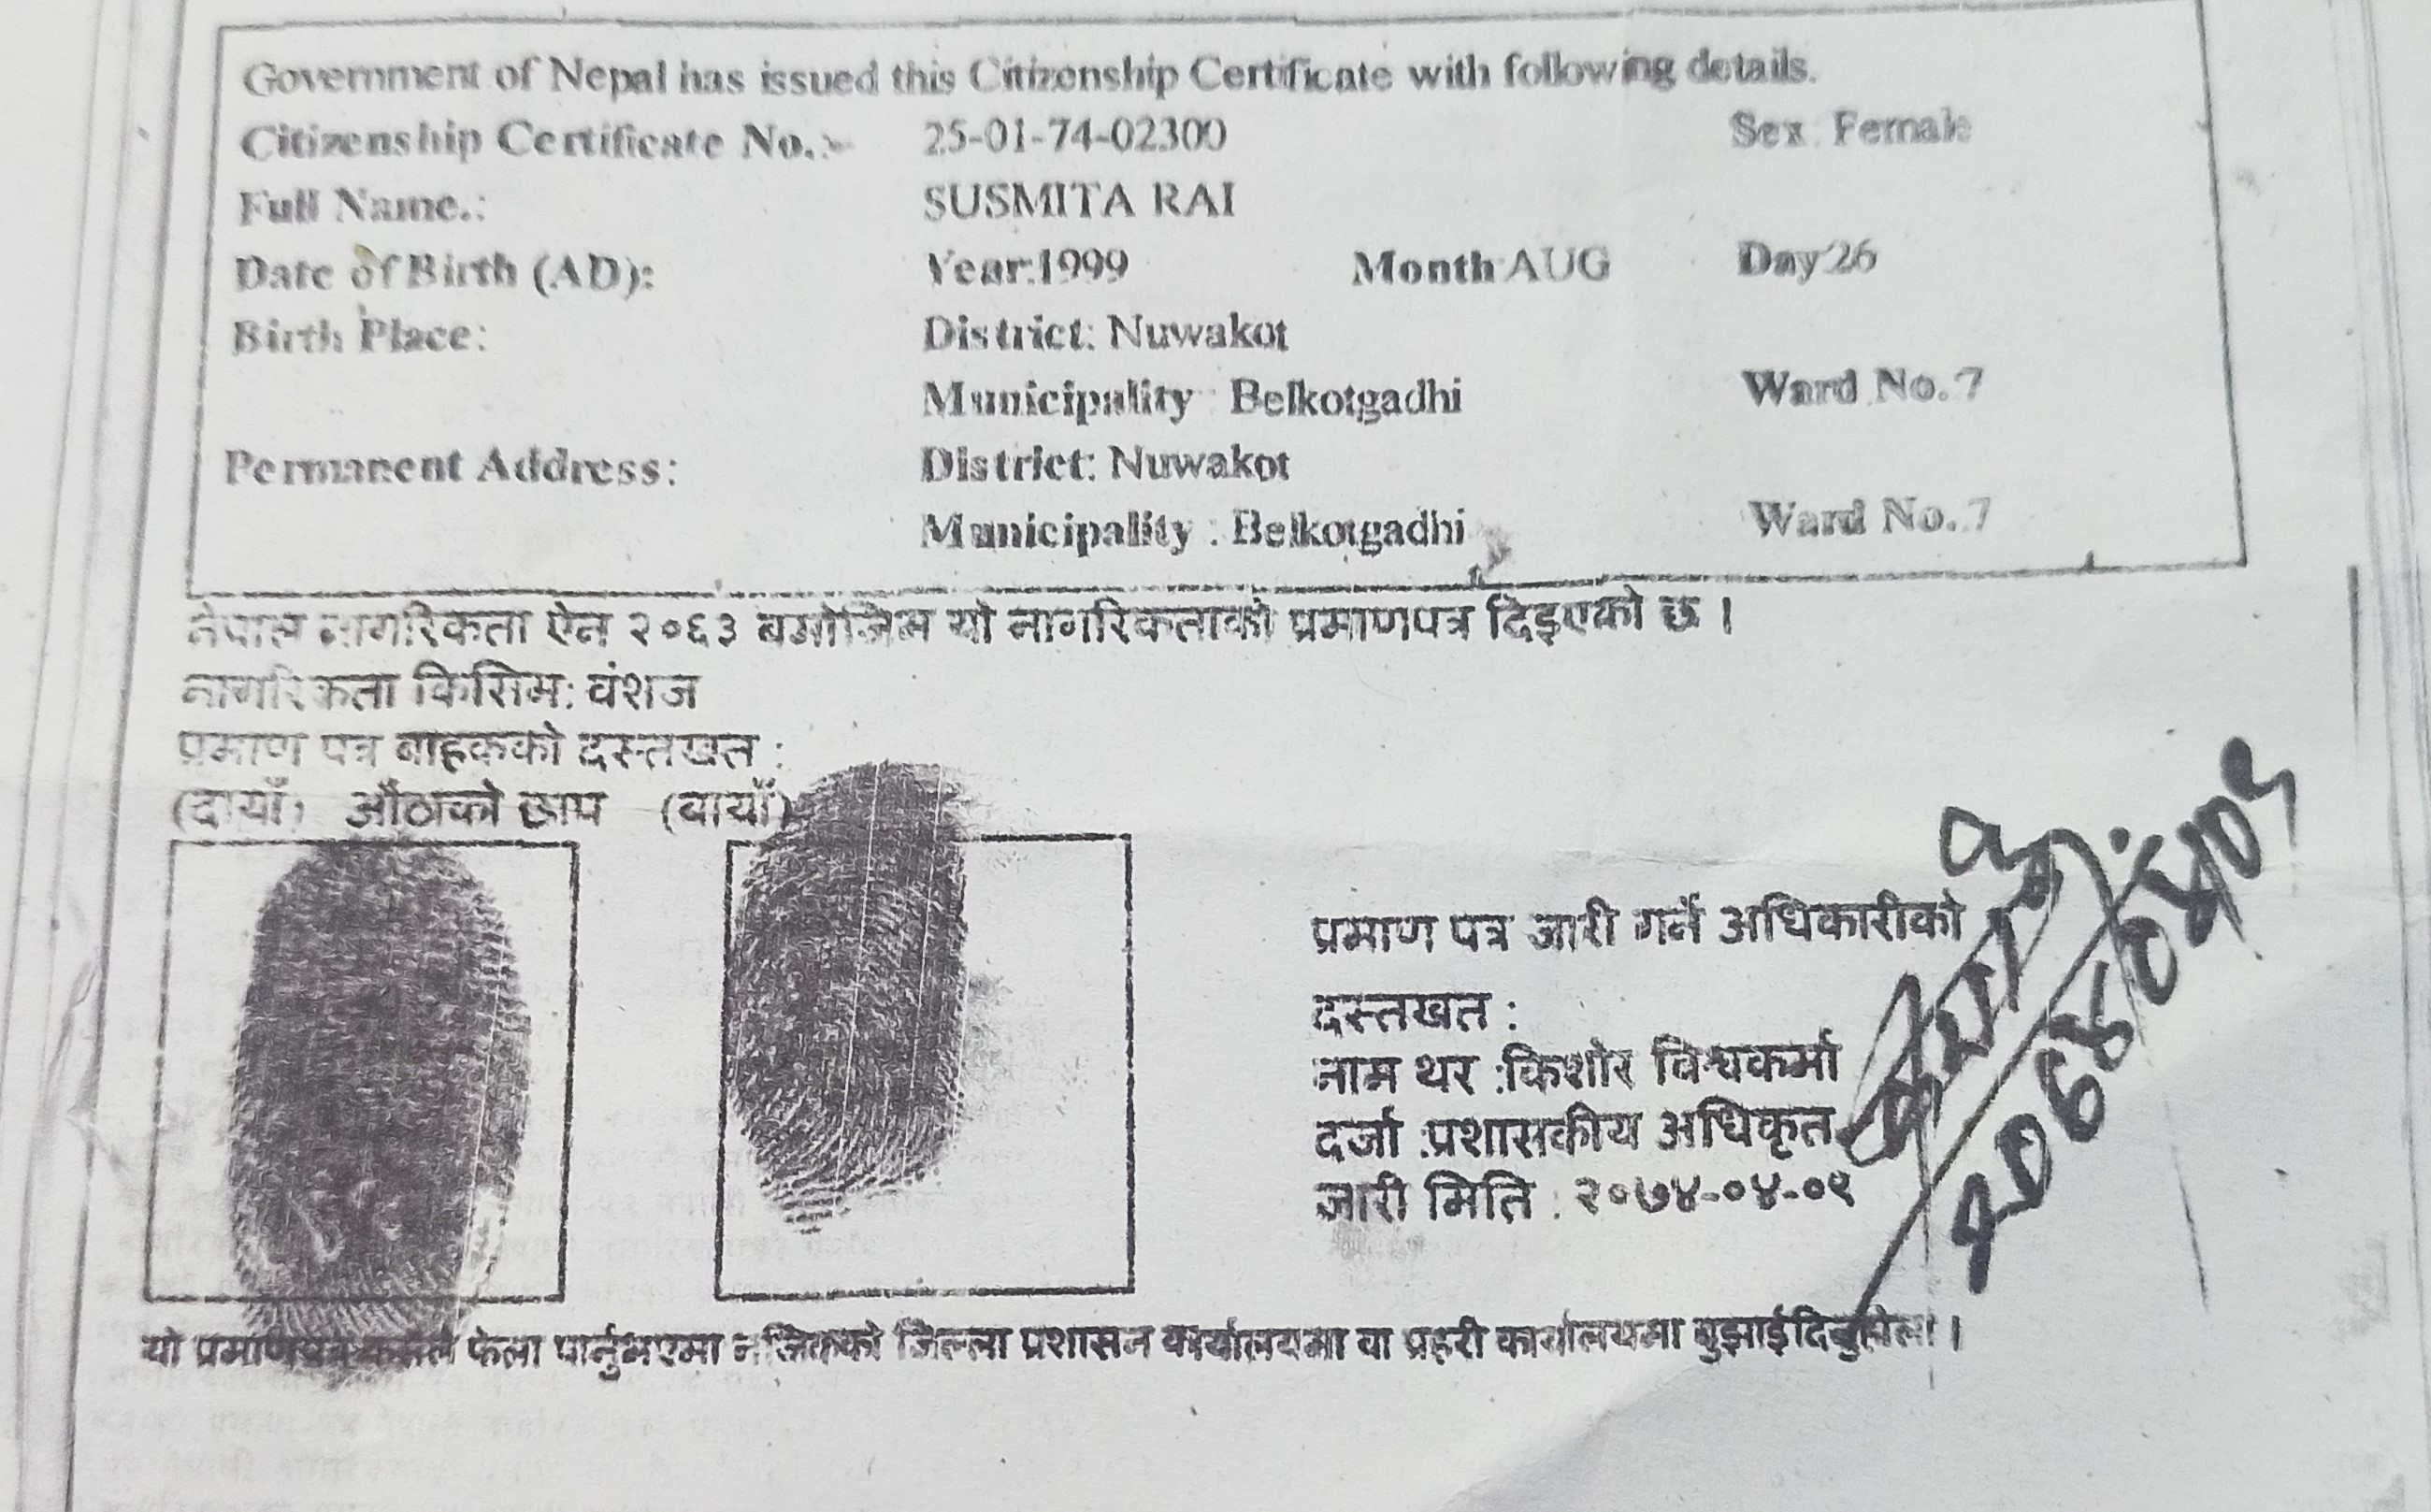 Government of Nepal has issued this Citizenship Certificate with following details.
Citizenship Certificate No.:- 25-01-74-02300 Sex: Female
Full Name.: SUSMITA RAI
Date of Birth (AD): Year:1999 Month:AUG Day:26
Birth Place: District: Nuwakot
Municipality : Belkotgadhi Ward No.7
Permanent Address: District: Nuwakot
Municipality : Belkotgadhi Ward No.7
नेपाल नागरिकता ऐन २०६३ बमोजिम यो नागरिकताको प्रमाणपत्र दिइएको छ ।
नागरिकता किसिम: वंशज
प्रमाण पत्र बाहकको दस्तखत :
(दायाँ) औंठाको छाप (बायाँ)
प्रमाण पत्र जारी गर्ने अधिकारीको
दस्तखत :
नाम थर :किशोर विश्वकर्मा
दर्जा :प्रशासकीय अधिकृत
जारी मिति : २०७४-०४-०९
यो प्रमाणपत्र कसैले फेला पार्नुभएमा नजिकको जिल्ला प्रशासन कार्यालयमा वा प्रहरी कार्यालयमा बुझाईदिनुहोला ।